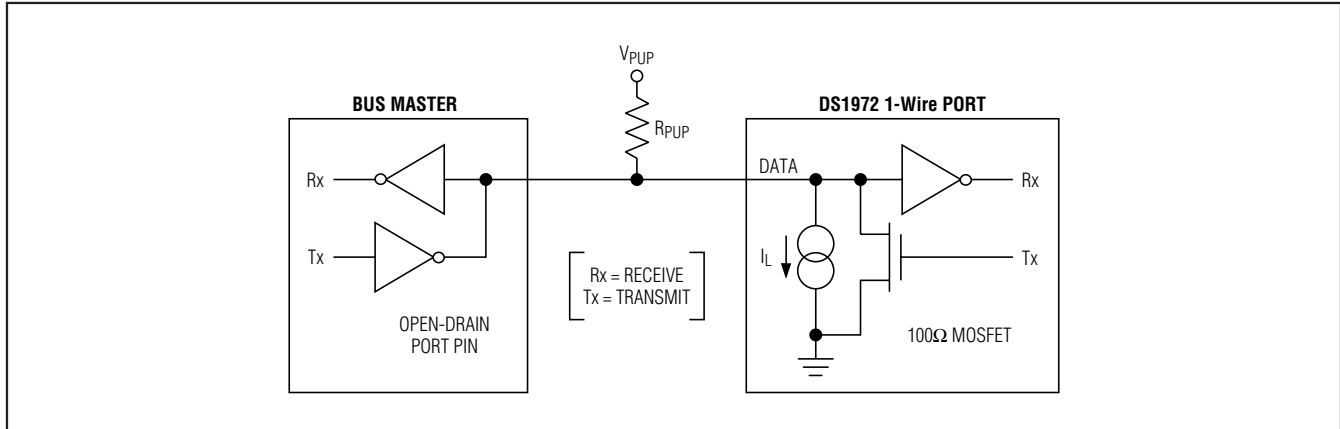 V_PUP
BUS MASTER
DS1972 1-Wire PORT
R_PUP
Rx
DATA
Rx
Tx
I_L
Tx
Rx = RECEIVE
Tx = TRANSMIT
OPEN-DRAIN
PORT PIN
100Ω MOSFET